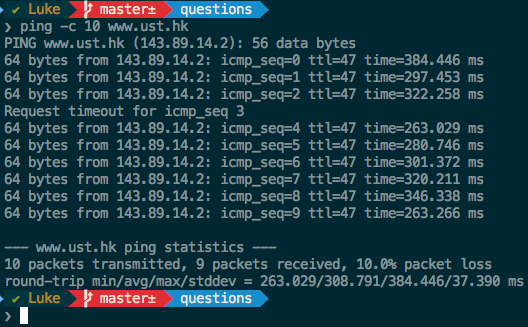 ✔ Luke master± questions
❯ ping -c 10 www.ust.hk
PING www.ust.hk (143.89.14.2): 56 data bytes
64 bytes from 143.89.14.2: icmp_seq=0 ttl=47 time=384.446 ms
64 bytes from 143.89.14.2: icmp_seq=1 ttl=47 time=297.453 ms
64 bytes from 143.89.14.2: icmp_seq=2 ttl=47 time=322.258 ms
Request timeout for icmp_seq 3
64 bytes from 143.89.14.2: icmp_seq=4 ttl=47 time=263.029 ms
64 bytes from 143.89.14.2: icmp_seq=5 ttl=47 time=280.746 ms
64 bytes from 143.89.14.2: icmp_seq=6 ttl=47 time=301.372 ms
64 bytes from 143.89.14.2: icmp_seq=7 ttl=47 time=320.211 ms
64 bytes from 143.89.14.2: icmp_seq=8 ttl=47 time=346.338 ms
64 bytes from 143.89.14.2: icmp_seq=9 ttl=47 time=263.266 ms
--- www.ust.hk ping statistics ---
10 packets transmitted, 9 packets received, 10.0% packet loss
round-trip min/avg/max/stddev = 263.029/308.791/384.446/37.390 ms
✔ Luke master± questions
❯